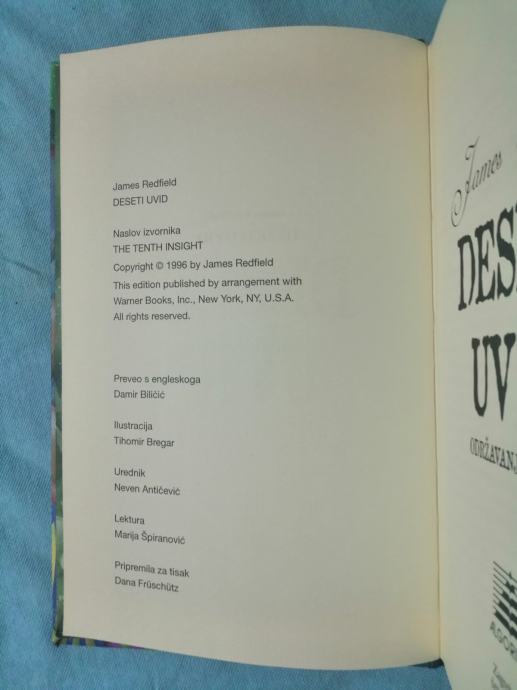 James Redfield
DESETI UVID
Naslov izvornika
THE TENTH INSIGHT
Copyright © 1996 by James Redfield
This edition published by arrangement with
Warner Books, Inc., New York, NY, U.S.A.
All rights reserved.
Preveo s engleskoga
Damir Biličić
Ilustracija
Tihomir Bregar
Urednik
Neven Antičević
Lektura
Marija Špiranović
Pripremila za tisak
Dana Früschütz
James
DES
UV
ODRŽAVANJ
ALGOR